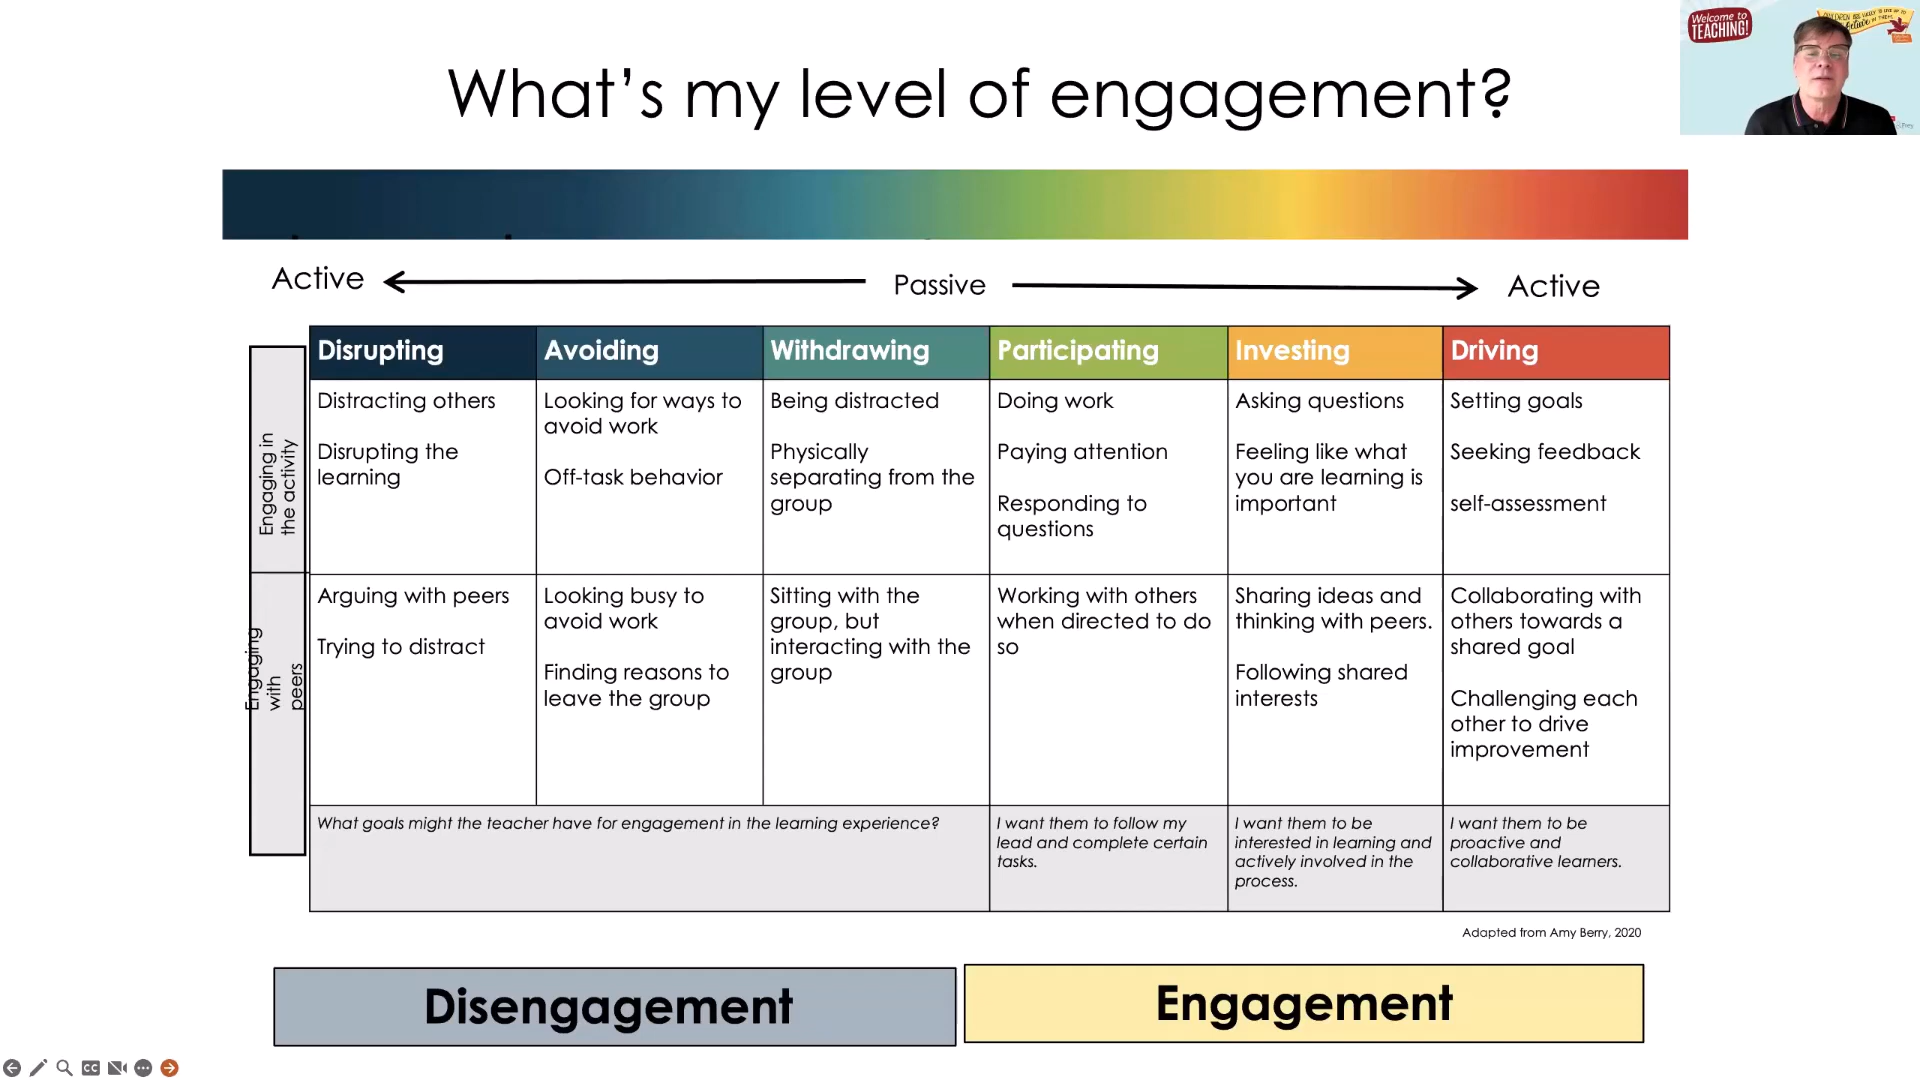 Welcome to
TEACHING!
What's my level of engagement?
Active
Passive
Active
Disrupting
Avoiding
Withdrawing
Participating
Investing
Driving
Engaging in
the activity
Distracting others
Disrupting the
learning
Looking for ways to
avoid work
Off-task behavior
Being distracted
Physically
separating from the
group
Doing work
Paying attention
Responding to
questions
Asking questions
Feeling like what
you are learning is
important
Setting goals
Seeking feedback
self-assessment
Engaging
with
peers
Arguing with peers
Trying to distract
Looking busy to
avoid work
Finding reasons to
leave the group
Sitting with the
group, but
interacting with the
group
Working with others
when directed to do
so
Sharing ideas and
thinking with peers.
Following shared
interests
Collaborating with
others towards a
shared goal
Challenging each
other to drive
improvement
What goals might the teacher have for engagement in the learning experience?
I want them to follow my
lead and complete certain
tasks.
I want them to be
interested in learning and
actively involved in the
process.
I want them to be
proactive and
collaborative learners.
Adapted from Amy Berry, 2020
Disengagement
Engagement
CC